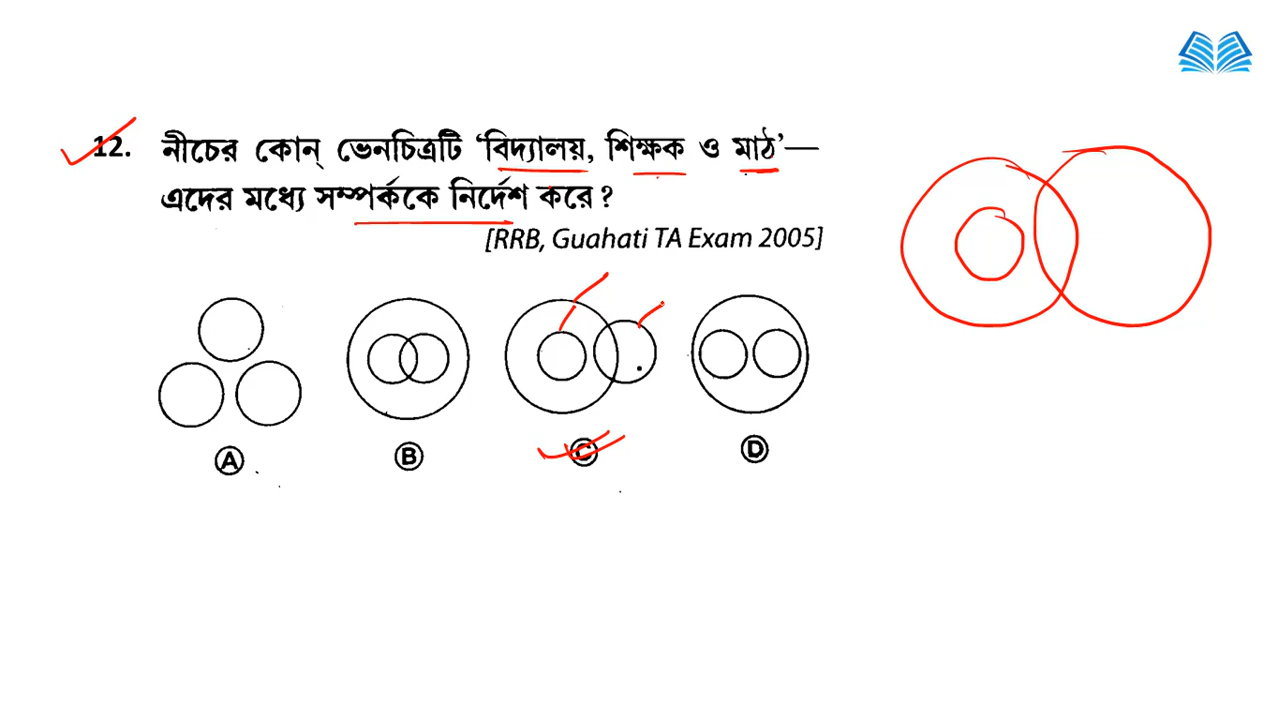 12. নীচের কোন্ ভেনচিত্রটি ‘বিদ্যালয়, শিক্ষক ও মাঠ’—
এদের মধ্যে সম্পর্ককে নির্দেশ করে?
[RRB, Guahati TA Exam 2005]
A B C D